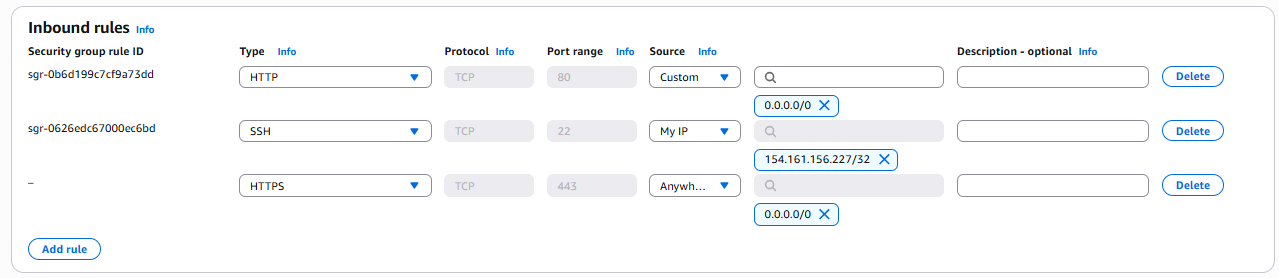 Inbound rules Info
Security group rule ID Type Info Protocol Info Port range Info Source Info Description - optional Info
sgr-0b6d199c7cf9a73dd HTTP TCP 80 Custom Delete
0.0.0.0/0
sgr-0626edc67000ec6bd SSH TCP 22 My IP Delete
154.161.156.227/32
– HTTPS TCP 443 Anywh... Delete
0.0.0.0/0
Add rule